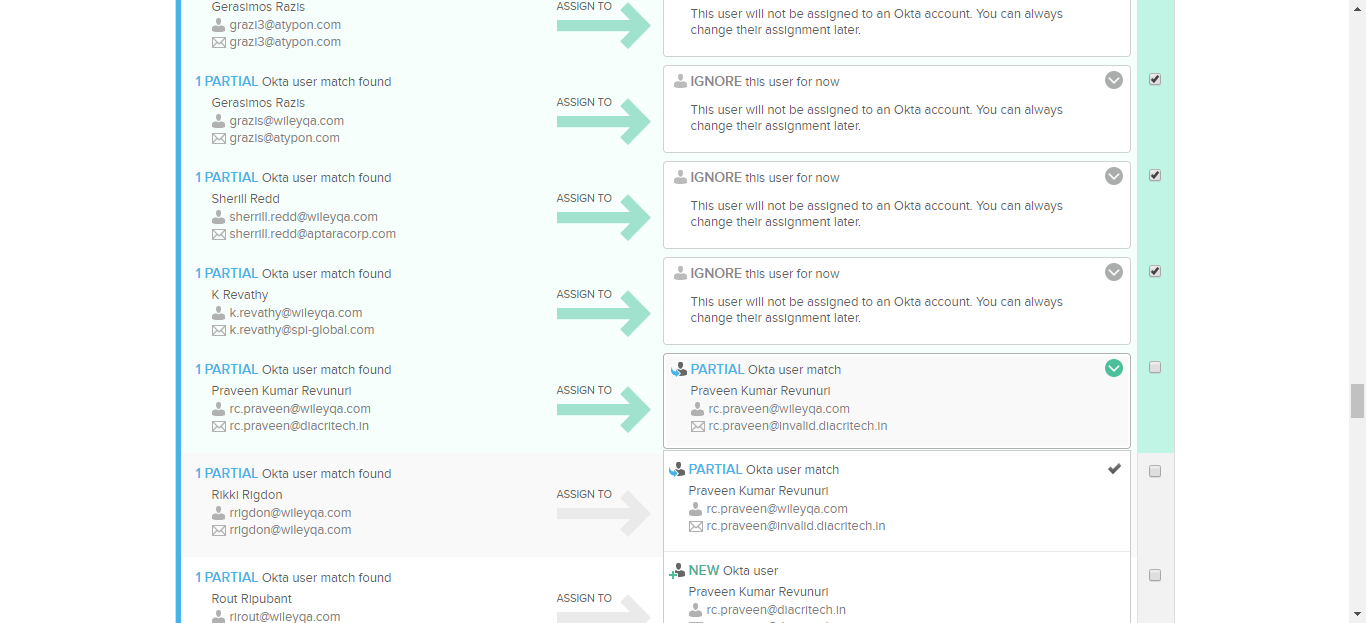 Gerasimos Razis
grazi3@atypon.com
grazi3@atypon.com
ASSIGN TO
This user will not be assigned to an Okta account. You can always
change their assignment later.
1 PARTIAL Okta user match found
Gerasimos Razis
grazis@wileyqa.com
grazis@atypon.com
ASSIGN TO
IGNORE this user for now
This user will not be assigned to an Okta account. You can always
change their assignment later.
1 PARTIAL Okta user match found
Sherill Redd
sherrill.redd@wileyqa.com
sherrill.redd@aptaracorp.com
ASSIGN TO
IGNORE this user for now
This user will not be assigned to an Okta account. You can always
change their assignment later.
1 PARTIAL Okta user match found
K Revathy
k.revathy@wileyqa.com
k.revathy@spi-global.com
ASSIGN TO
IGNORE this user for now
This user will not be assigned to an Okta account. You can always
change their assignment later.
1 PARTIAL Okta user match found
Praveen Kumar Revunuri
rc.praveen@wileyqa.com
rc.praveen@diacritech.in
ASSIGN TO
PARTIAL Okta user match
Praveen Kumar Revunuri
rc.praveen@wileyqa.com
rc.praveen@invalid.diacritech.in
1 PARTIAL Okta user match found
Rikki Rigdon
rrigdon@wileyqa.com
rrigdon@wileyqa.com
ASSIGN TO
PARTIAL Okta user match
Praveen Kumar Revunuri
rc.praveen@wileyqa.com
rc.praveen@invalid.diacritech.in
1 PARTIAL Okta user match found
Rout Ripubant
rirout@wileyqa.com
ASSIGN TO
NEW Okta user
Praveen Kumar Revunuri
rc.praveen@diacritech.in